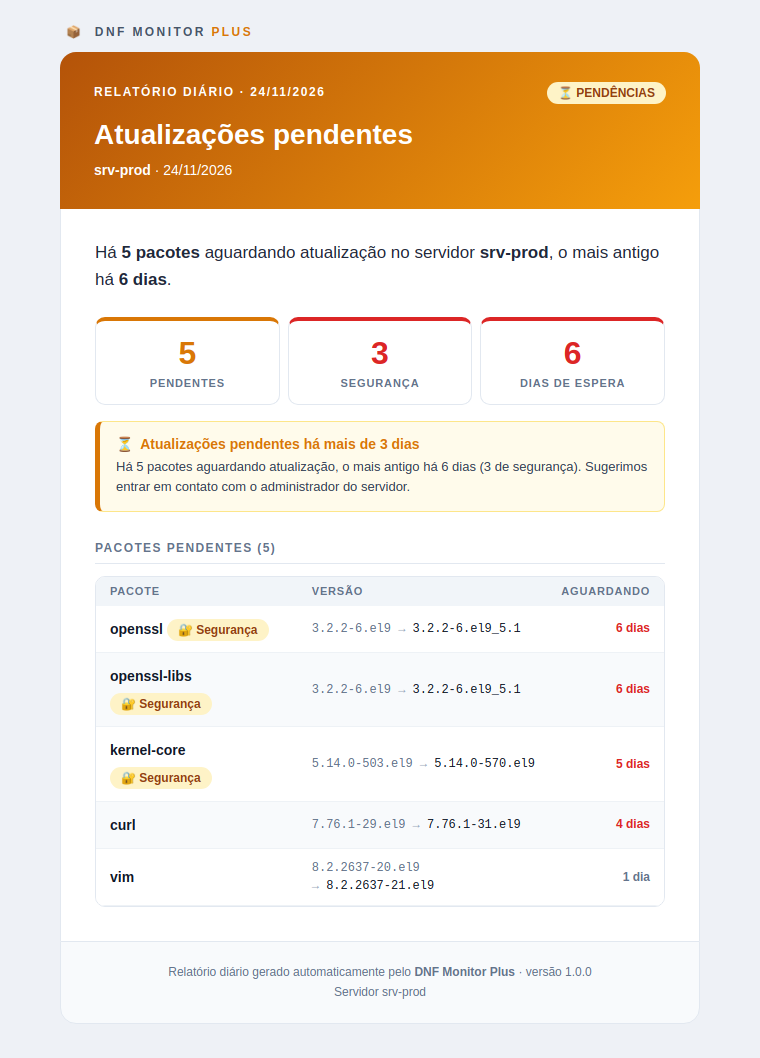 📦 DNF MONITOR PLUS
RELATÓRIO DIÁRIO · 24/11/2026
⏳ PENDÊNCIAS
Atualizações pendentes
srv-prod · 24/11/2026
Há 5 pacotes aguardando atualização no servidor srv-prod, o mais antigo
há 6 dias.
5
PENDENTES
3
SEGURANÇA
6
DIAS DE ESPERA
⏳ Atualizações pendentes há mais de 3 dias
Há 5 pacotes aguardando atualização, o mais antigo há 6 dias (3 de segurança). Sugerimos
entrar em contato com o administrador do servidor.
PACOTES PENDENTES (5)
PACOTE VERSÃO AGUARDANDO
openssl 🔐 Segurança 3.2.2-6.el9 → 3.2.2-6.el9_5.1 6 dias
openssl-libs
🔐 Segurança
3.2.2-6.el9 → 3.2.2-6.el9_5.1 6 dias
kernel-core
🔐 Segurança
5.14.0-503.el9 → 5.14.0-570.el9 5 dias
curl 7.76.1-29.el9 → 7.76.1-31.el9 4 dias
vim
8.2.2637-20.el9
→ 8.2.2637-21.el9
1 dia
Relatório diário gerado automaticamente pelo DNF Monitor Plus · versão 1.0.0
Servidor srv-prod